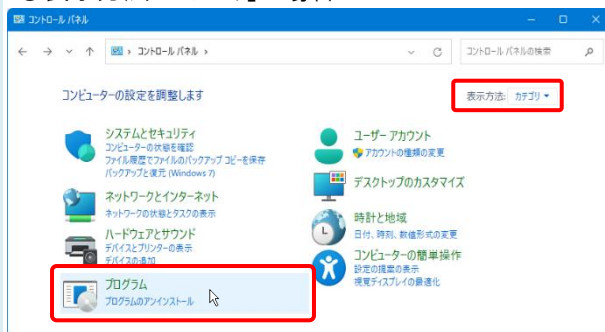 コントロール パネル
コントロール パネル
コントロール パネルの検索
コンピューターの設定を調整します
表示方法: カテゴリ
システムとセキュリティ
コンピューターの状態を確認
ファイル履歴でファイルのバックアップ コピーを保存
バックアップと復元 (Windows 7)
ネットワークとインターネット
ネットワークの状態とタスクの表示
ハードウェアとサウンド
デバイスとプリンターの表示
デバイスの追加
プログラム
プログラムのアンインストール
ユーザー アカウント
アカウントの種類の変更
デスクトップのカスタマイズ
時計と地域
日付、時刻、数値形式の変更
コンピューターの簡単操作
設定の提案の表示
視覚ディスプレイの最適化